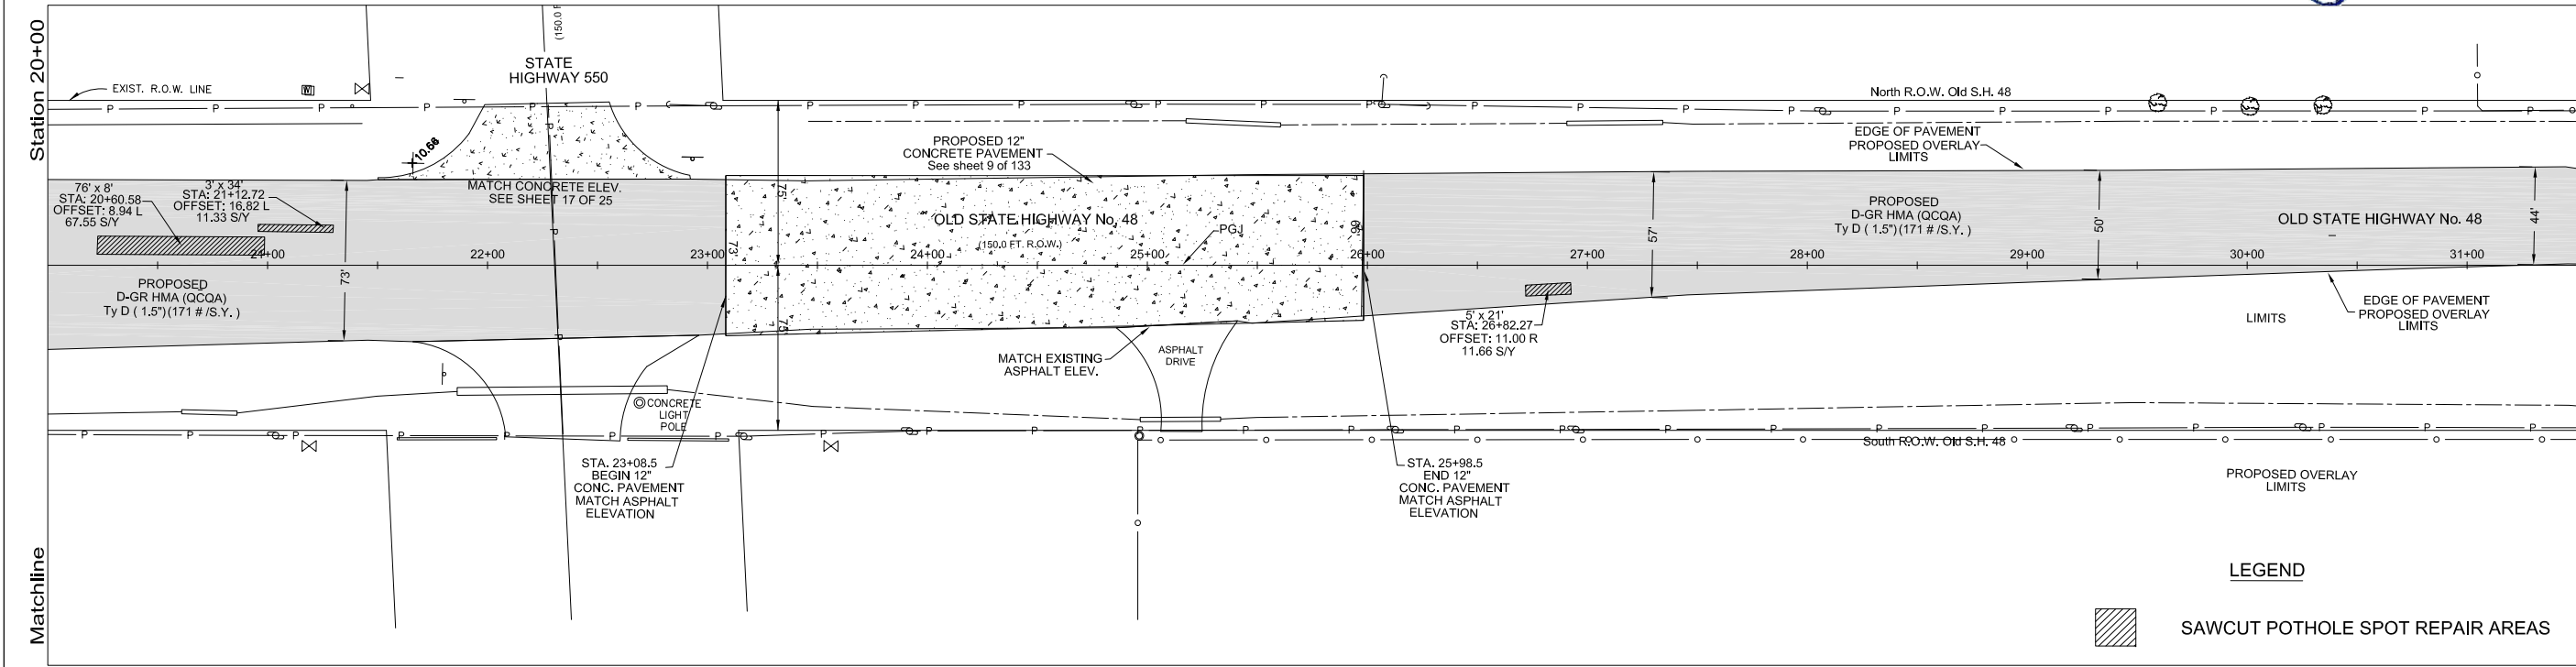 Station 20+00
Matchline
EXIST. R.O.W. LINE
STATE
HIGHWAY 550
(150.0 F
W
10.66
North R.O.W. Old S.H. 48
EDGE OF PAVEMENT
PROPOSED OVERLAY
LIMITS
PROPOSED 12"
CONCRETE PAVEMENT
See sheet 9 of 133
76' x 8'
STA: 20+60.58
OFFSET: 8.94 L
67.55 S/Y
3' x 34'
STA: 21+12.72
OFFSET: 16.82 L
11.33 S/Y
MATCH CONCRETE ELEV.
SEE SHEET 17 OF 25
75'
73'
73'
75'
OLD STATE HIGHWAY No. 48
(150.0 FT. R.O.W.)
PGL
57'
50'
44'
PROPOSED
D-GR HMA (QCQA)
Ty D ( 1.5")(171 # /S.Y. )
OLD STATE HIGHWAY No. 48
24+00
22+00
23+00
24+00
25+00
26+00
27+00
28+00
29+00
30+00
31+00
PROPOSED
D-GR HMA (QCQA)
Ty D ( 1.5")(171 # /S.Y. )
5' x 21'
STA: 26+82.27
OFFSET: 11.00 R
11.66 S/Y
LIMITS
EDGE OF PAVEMENT
PROPOSED OVERLAY
LIMITS
MATCH EXISTING
ASPHALT ELEV.
ASPHALT
DRIVE
CONCRETE
LIGHT
POLE
South R.O.W. Old S.H. 48
STA. 23+08.5
BEGIN 12"
CONC. PAVEMENT
MATCH ASPHALT
ELEVATION
STA. 25+98.5
END 12"
CONC. PAVEMENT
MATCH ASPHALT
ELEVATION
PROPOSED OVERLAY
LIMITS
LEGEND
SAWCUT POTHOLE SPOT REPAIR AREAS